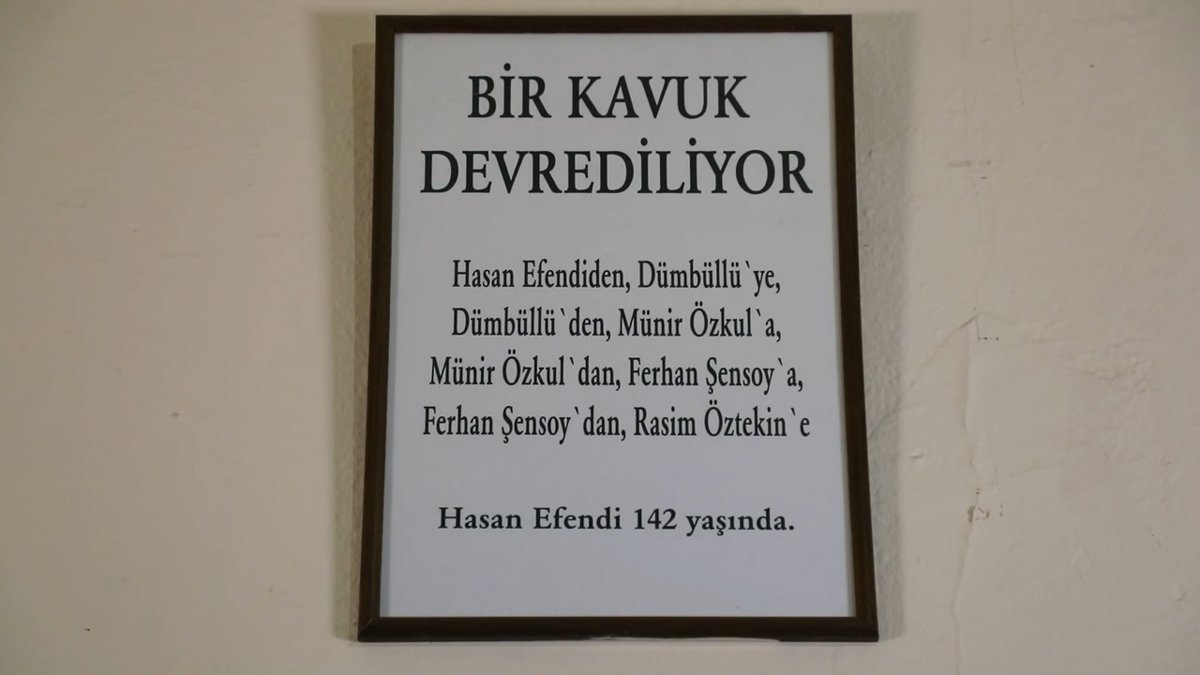 BİR KAVUK
DEVREDİLİYOR
Hasan Efendiden, Dümbüllü`ye,
Dümbüllü`den, Münir Özkul`a,
Münir Özkul`dan, Ferhan Şensoy`a,
Ferhan Şensoy`dan, Rasim Öztekin`e
Hasan Efendi 142 yaşında.